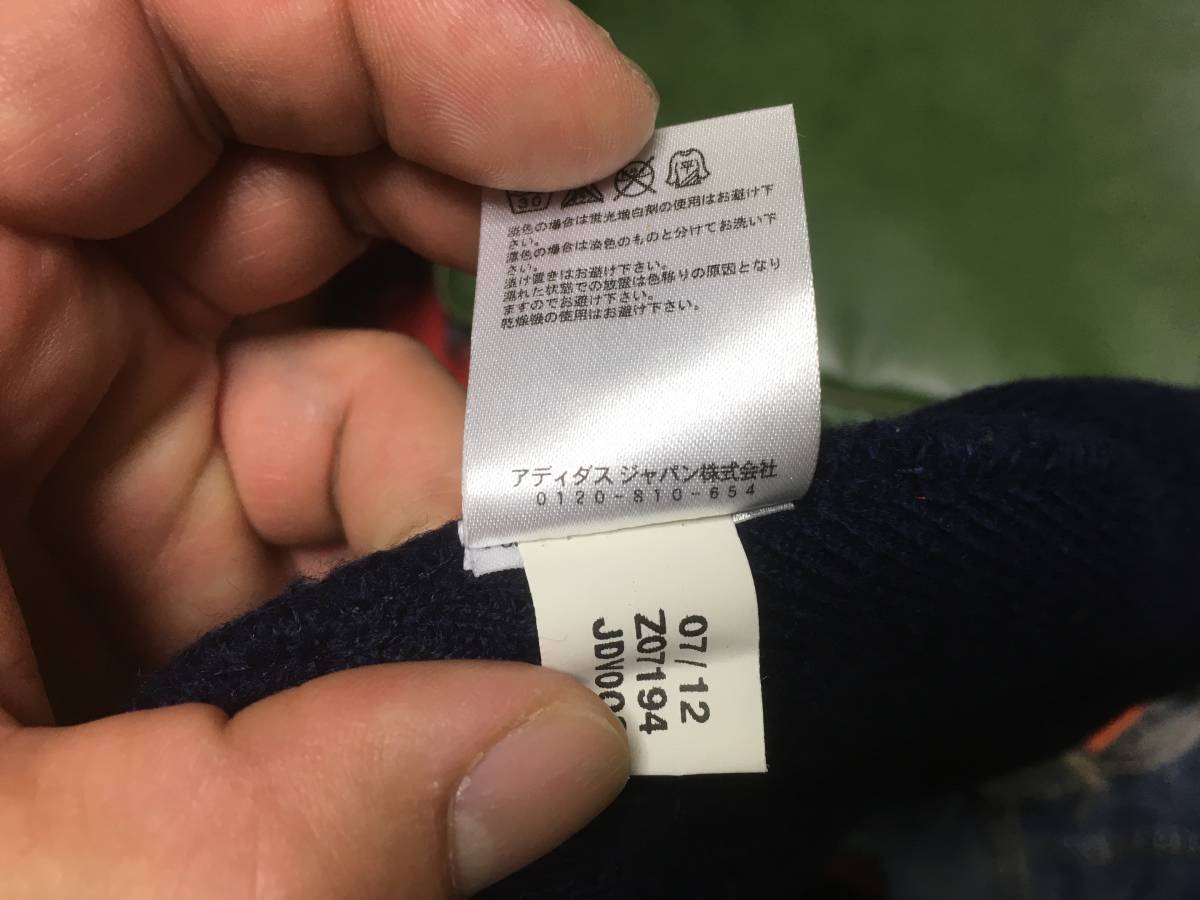 30
平
淡色の場合は蛍光増白剤の使用はお避け下
さい。
濃色の場合は淡色のものと分けてお洗い下
さい。
漬け置きはお避け下さい。
濡れた状態での放置は色移りの原因となり
ますのでお避け下さい。
乾燥機の使用はお避け下さい。
アディダス ジャパン株式会社
0120-810-654
07/12
Z07194
JDV00